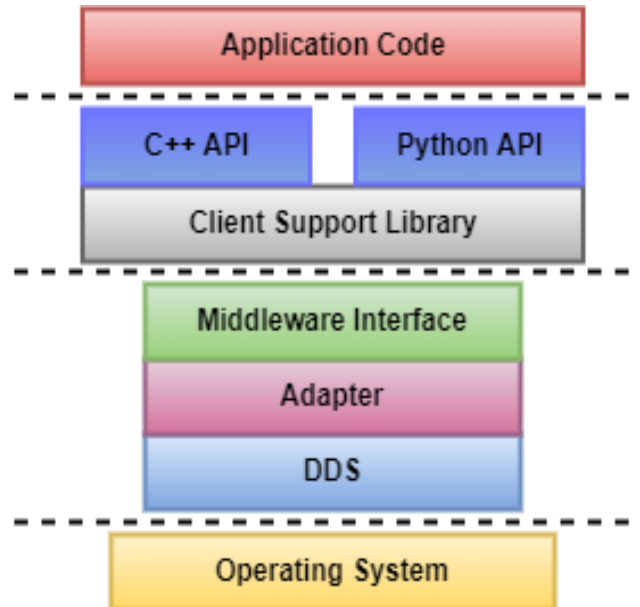 Application Code
C++ API
Python API
Client Support Library
Middleware Interface
Adapter
DDS
Operating System